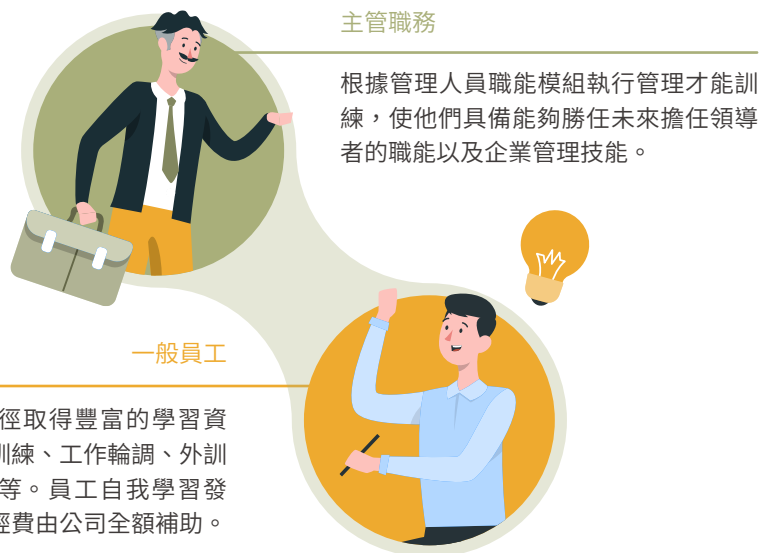 主管職務
根據管理人員職能模組執行管理才能訓
練，使他們具備能夠勝任未來擔任領導
者的職能以及企業管理技能。
一般員工
徑取得豐富的學習資
訓練、工作輪調、外訓
等。員工自我學習發
經費由公司全額補助。